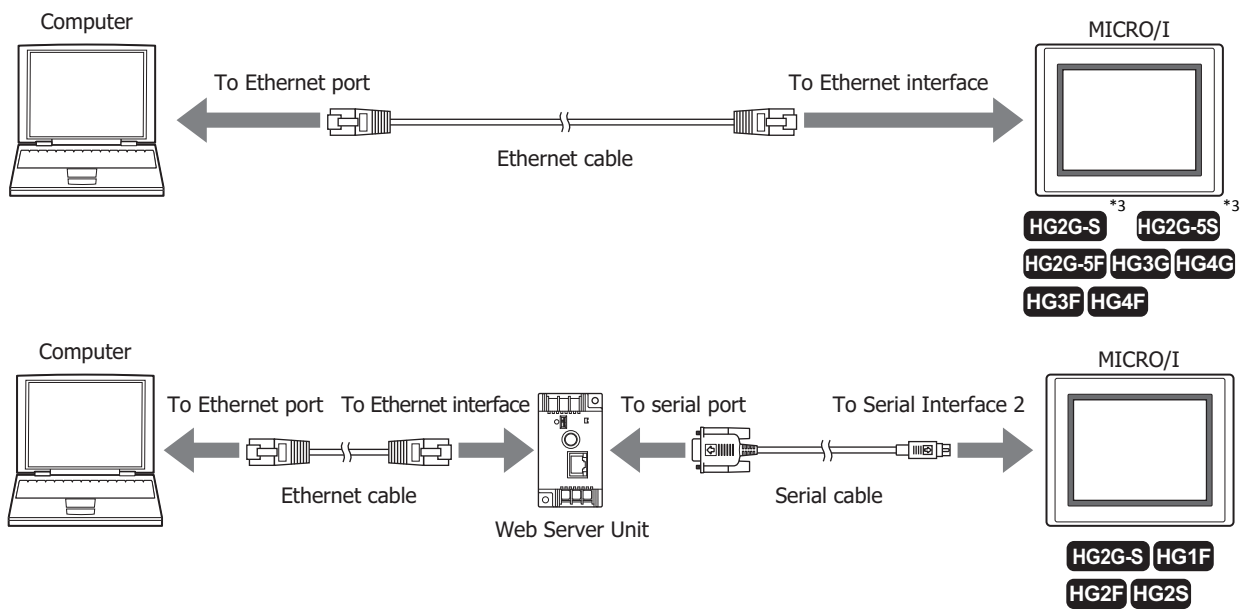 Computer
MICRO/I
To Ethernet port
To Ethernet interface
Ethernet cable
*3 *3
HG2G-S HG2G-5S
HG2G-5F HG3G HG4G
HG3F HG4F
Computer
MICRO/I
To Ethernet port To Ethernet interface To serial port To Serial Interface 2
Ethernet cable Serial cable
Web Server Unit
HG2G-S HG1F
HG2F HG2S